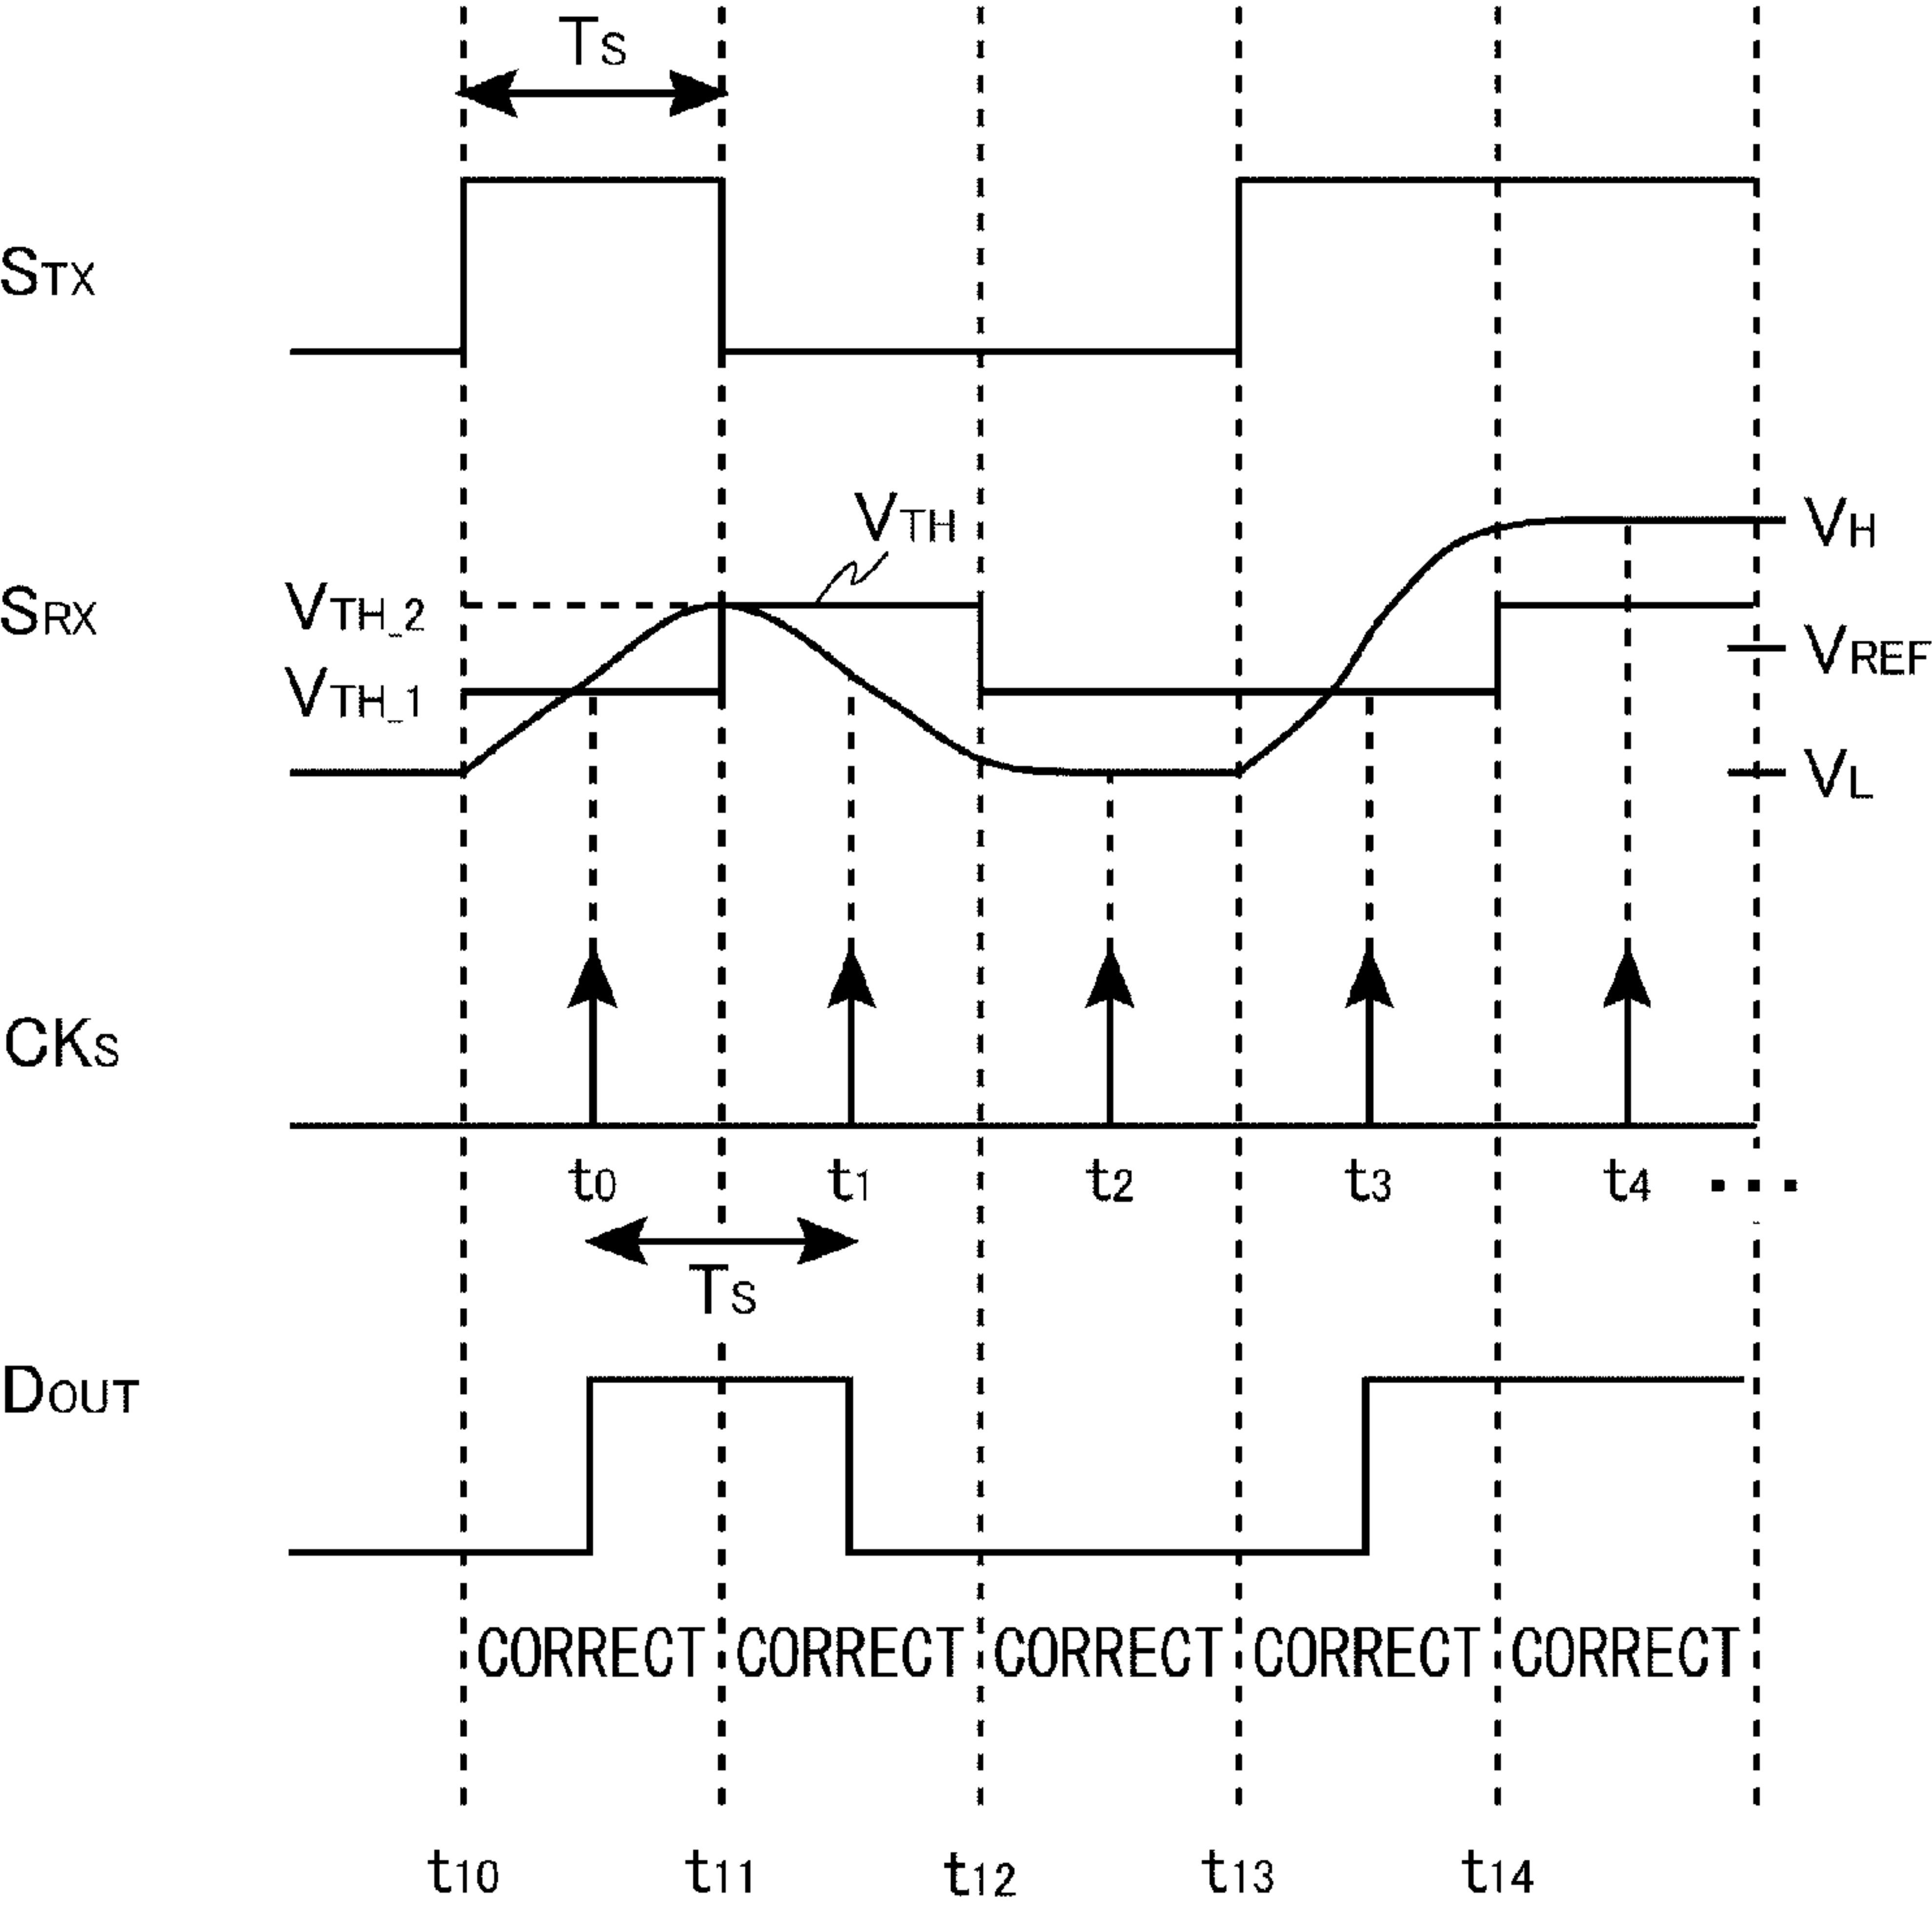 TS
STX
VTH
VH
VTH_2
SRX
VREF
VTH_1
VL
CKS
t0 t1 t2 t3 t4 ...
TS
DOUT
CORRECT CORRECT CORRECT CORRECT CORRECT
t10 t11 t12 t13 t14